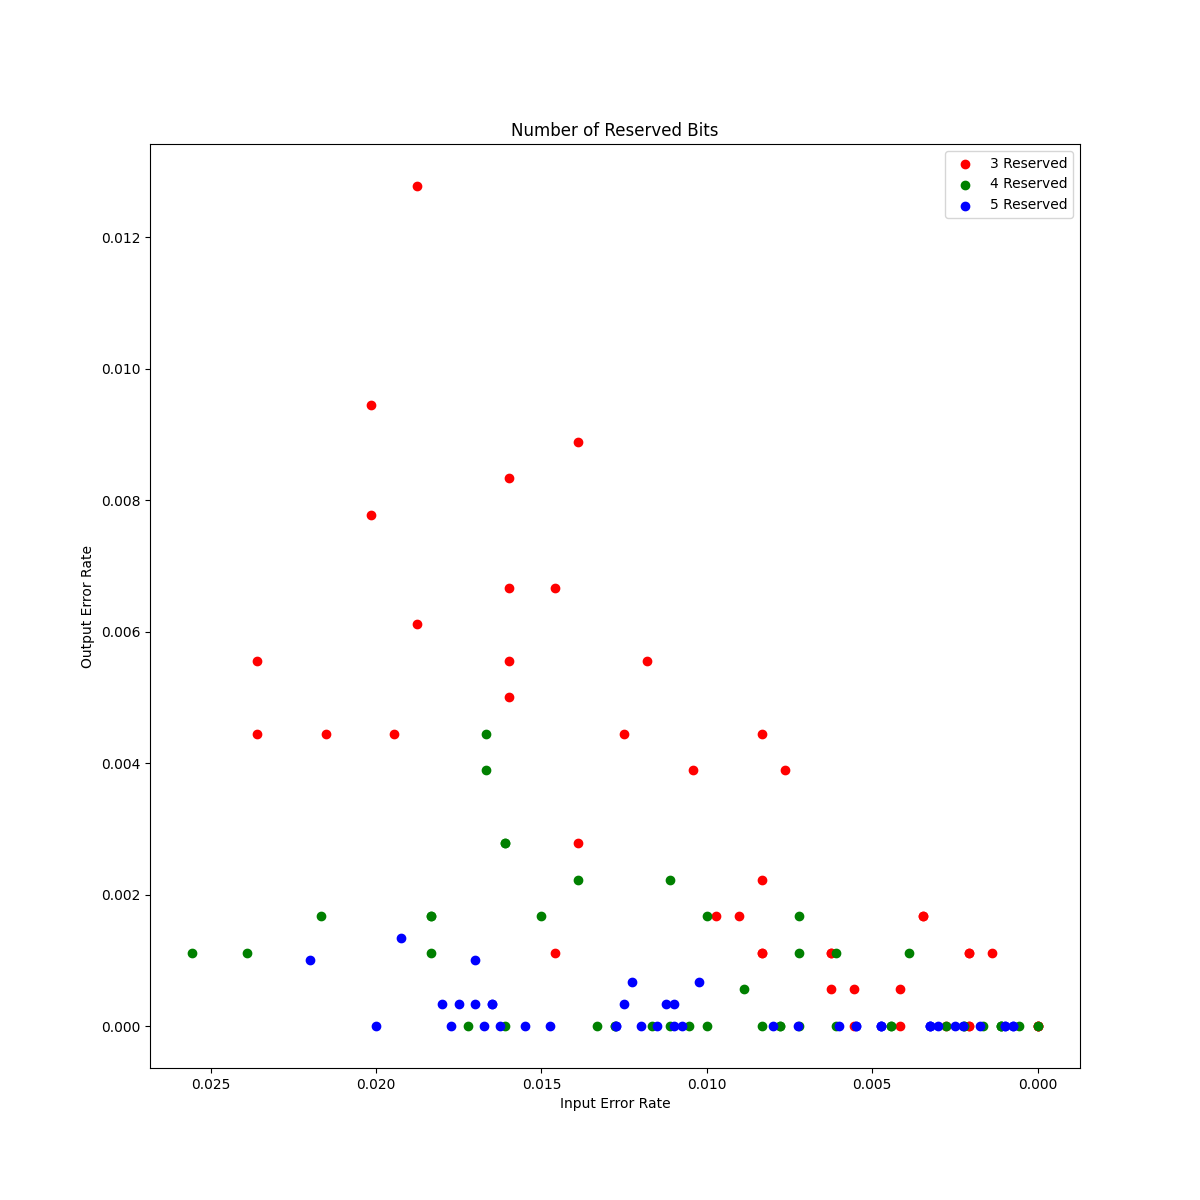 Number of Reserved Bits
3 Reserved
4 Reserved
5 Reserved
0.012
0.010
0.008
0.006
0.004
0.002
0.000
Output Error Rate
0.025
0.020
0.015
0.010
0.005
0.000
Input Error Rate